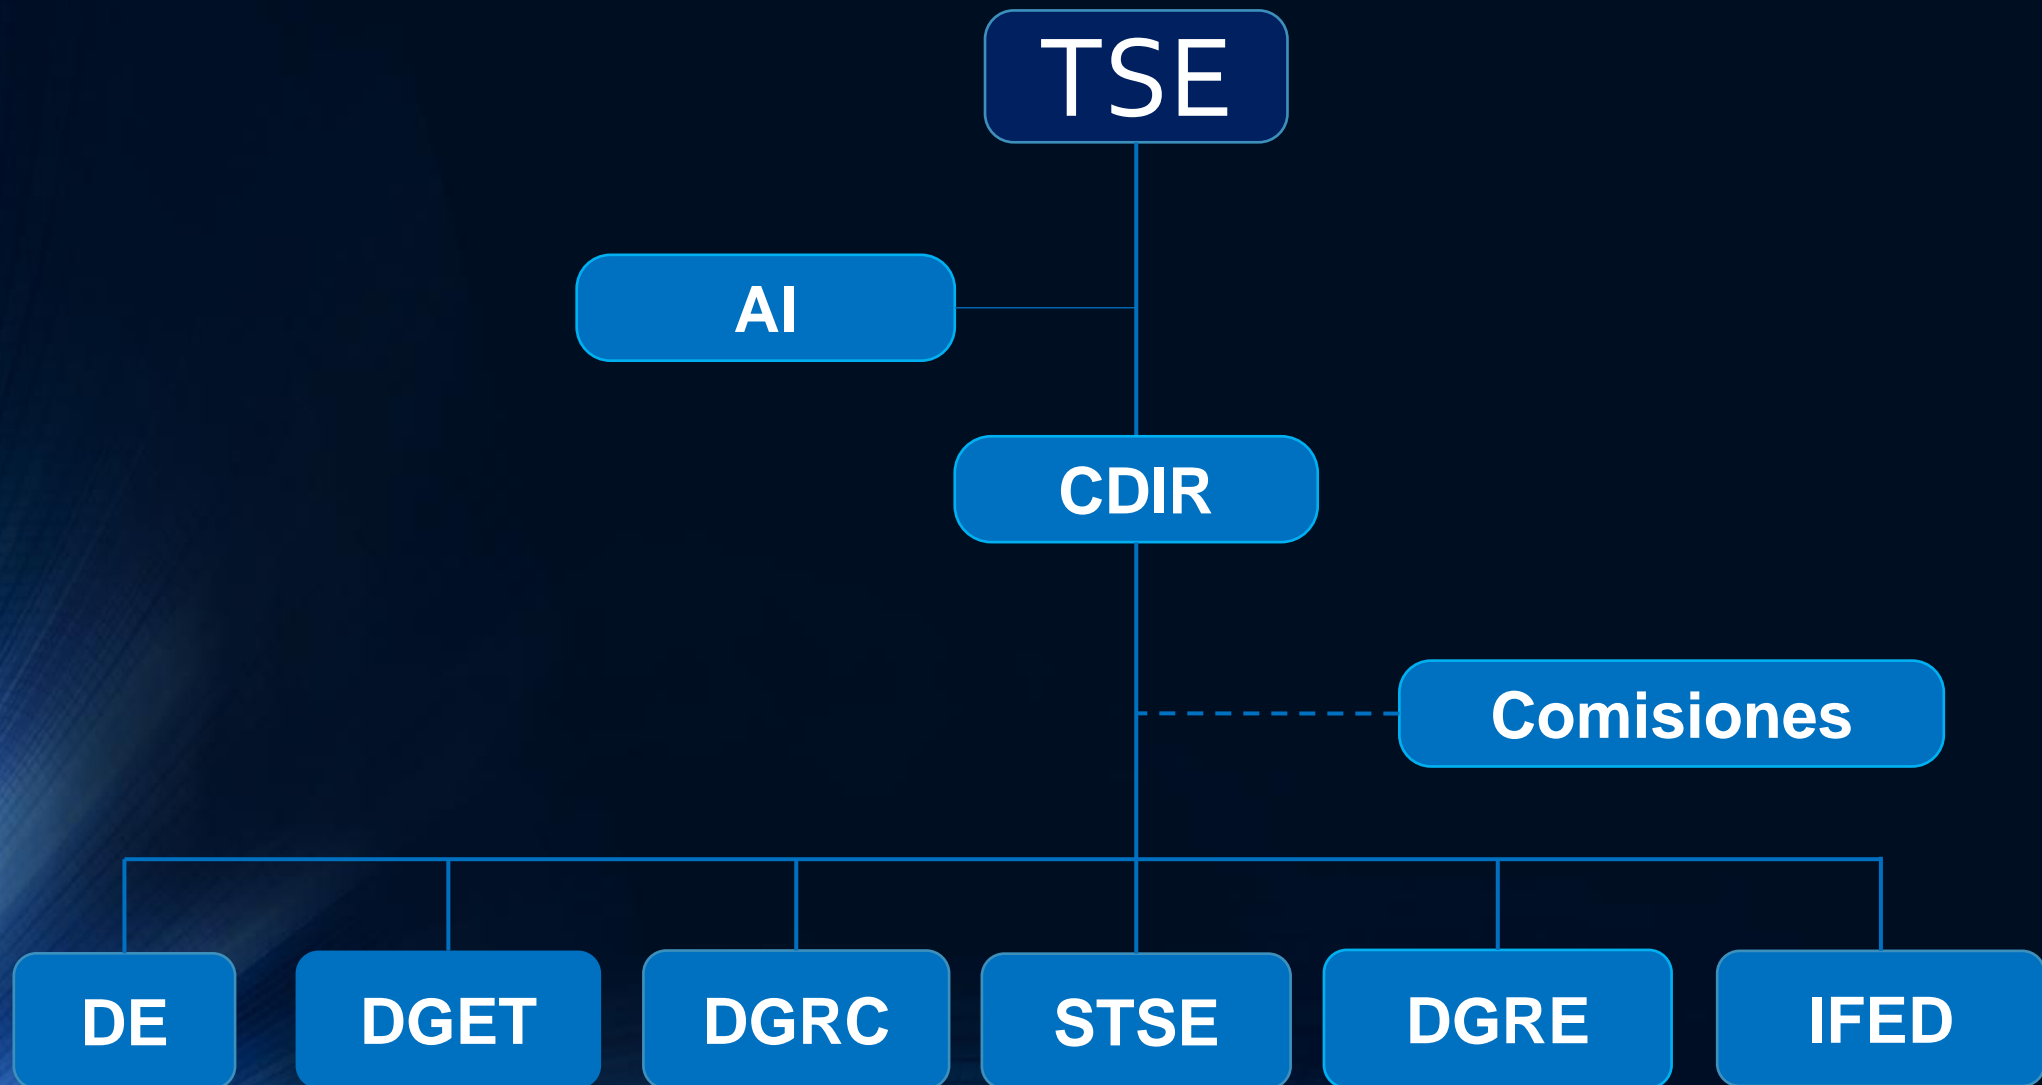 TSE
AI
CDIR
Comisiones
DE
DGET
DGRC
STSE
DGRE
IFED